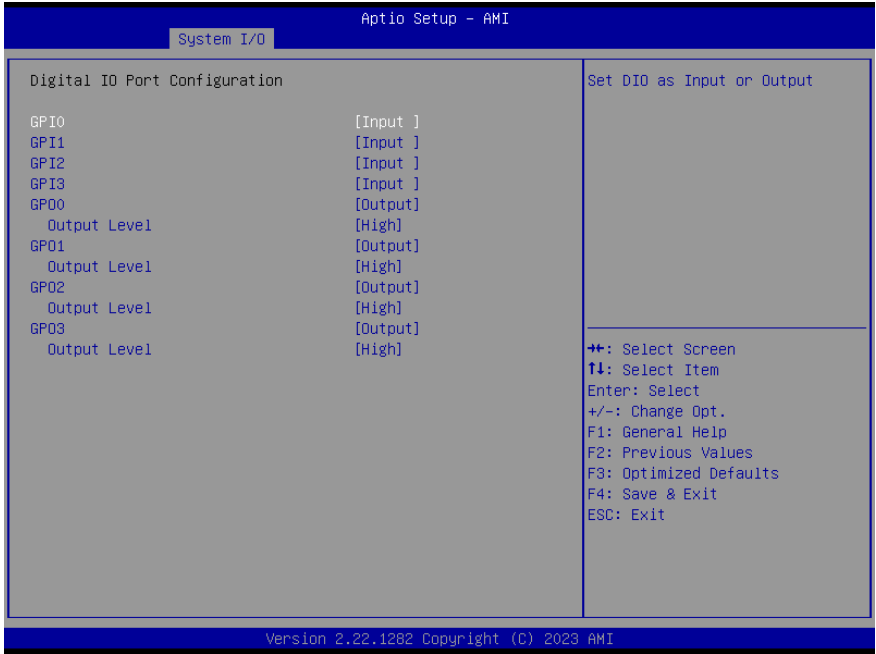 Aptio Setup - AMI
System I/O
Digital IO Port Configuration
GPI0 [Input ]
GPI1 [Input ]
GPI2 [Input ]
GPI3 [Input ]
GPO0 [Output]
Output Level [High]
GPO1 [Output]
Output Level [High]
GPO2 [Output]
Output Level [High]
GPO3 [Output]
Output Level [High]
Set DIO as Input or Output
→←: Select Screen
↑↓: Select Item
Enter: Select
+/-: Change Opt.
F1: General Help
F2: Previous Values
F3: Optimized Defaults
F4: Save & Exit
ESC: Exit
Version 2.22.1282 Copyright (C) 2023 AMI